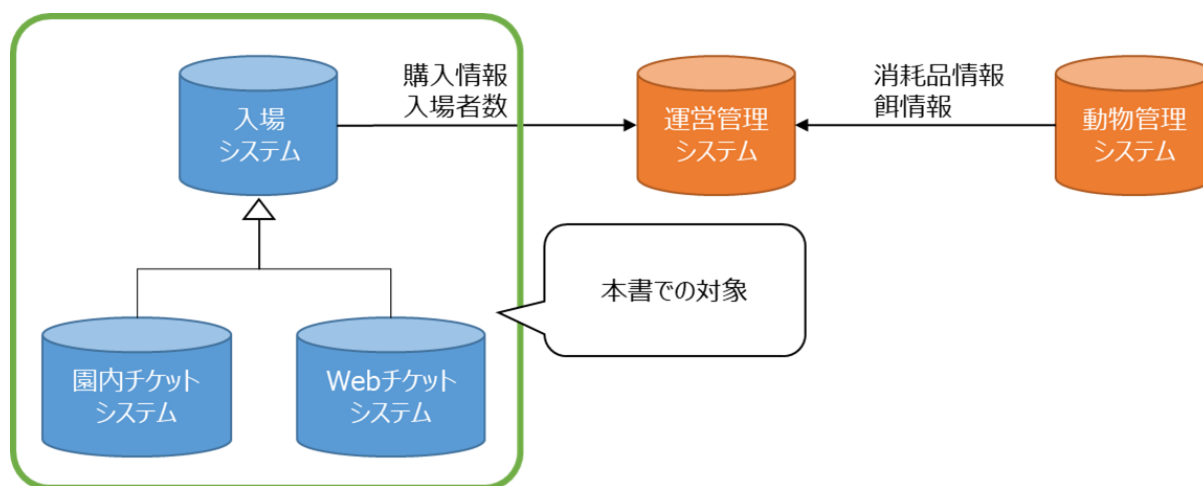 購入情報
入場者数
消耗品情報
餌情報
入場
システム
運営管理
システム
動物管理
システム
本書での対象
園内チケット
システム
Webチケット
システム